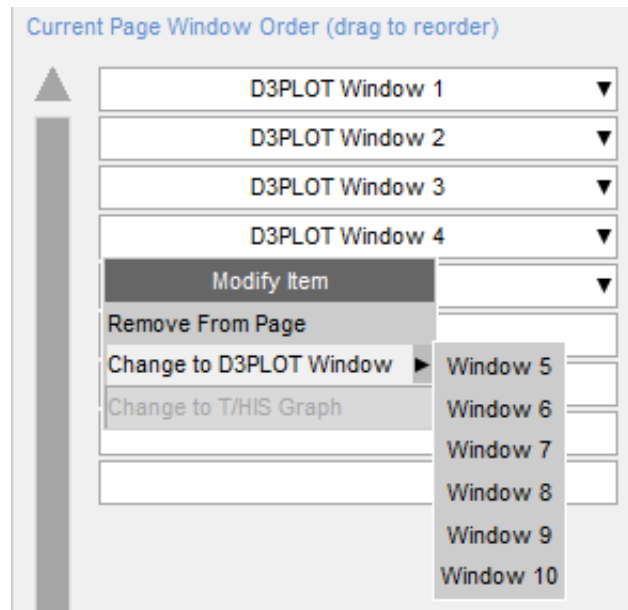 Current Page Window Order (drag to reorder)
D3PLOT Window 1
D3PLOT Window 2
D3PLOT Window 3
D3PLOT Window 4
Modify Item
Remove From Page
Change to D3PLOT Window
Change to T/HIS Graph
Window 5
Window 6
Window 7
Window 8
Window 9
Window 10